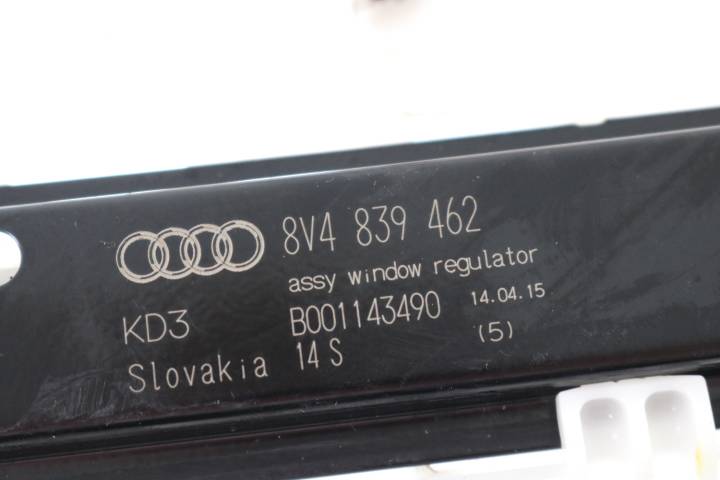 8V4 839 462
assy window regulator
KD3 B001143490 14.04.15
Slovakia 14 S (5)